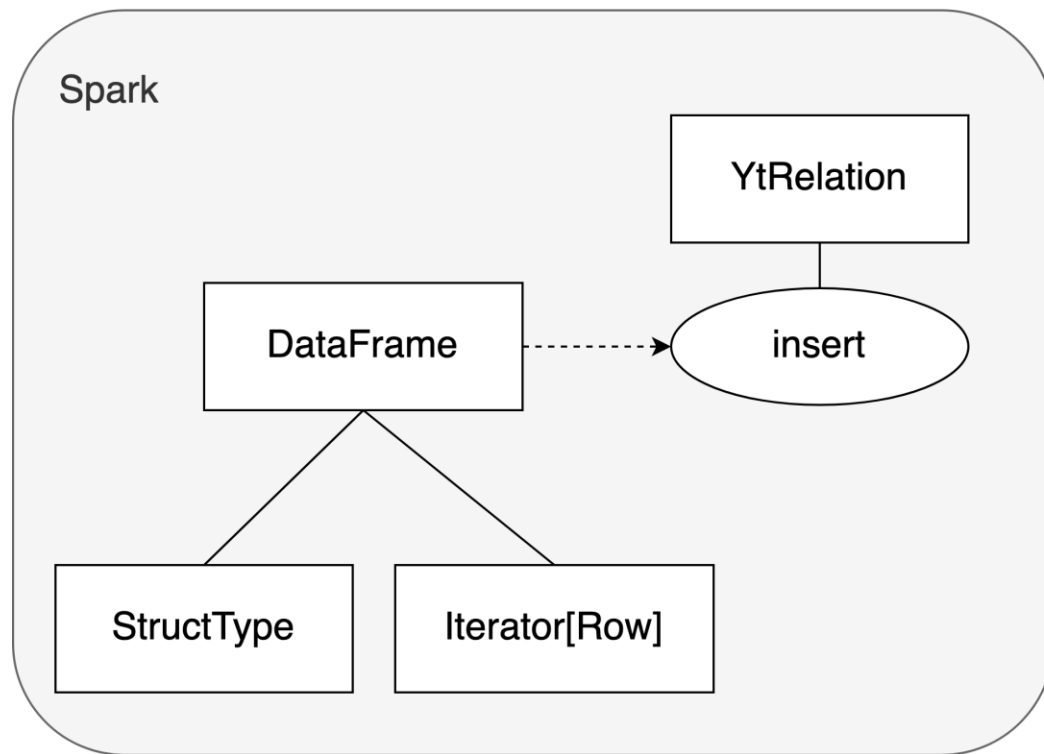 Spark
YtRelation
DataFrame
insert
StructType
Iterator[Row]